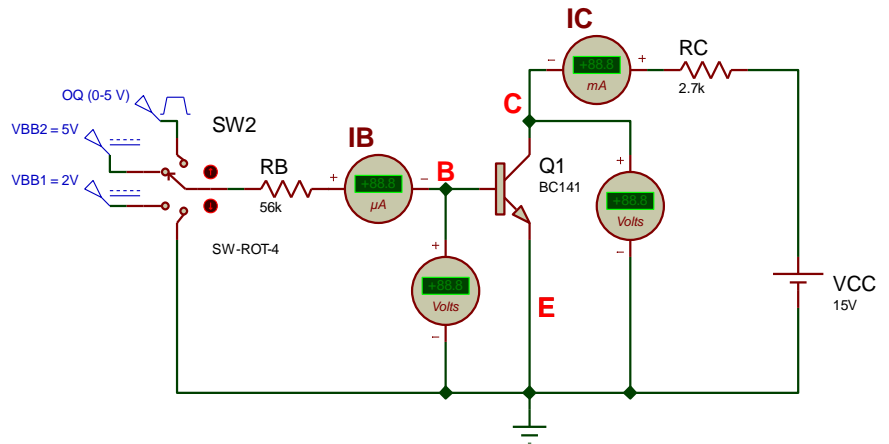 IC
+88.8
mA
RC
2.7k
OQ (0-5 V)
SW2
VBB2 = 5V
VBB1 = 2V
IB
RB
56k
+88.8
µA
SW-ROT-4
C
B
E
Q1
BC141
+88.8
Volts
+88.8
Volts
VCC
15V
+
−
+
−
+
−
+
−